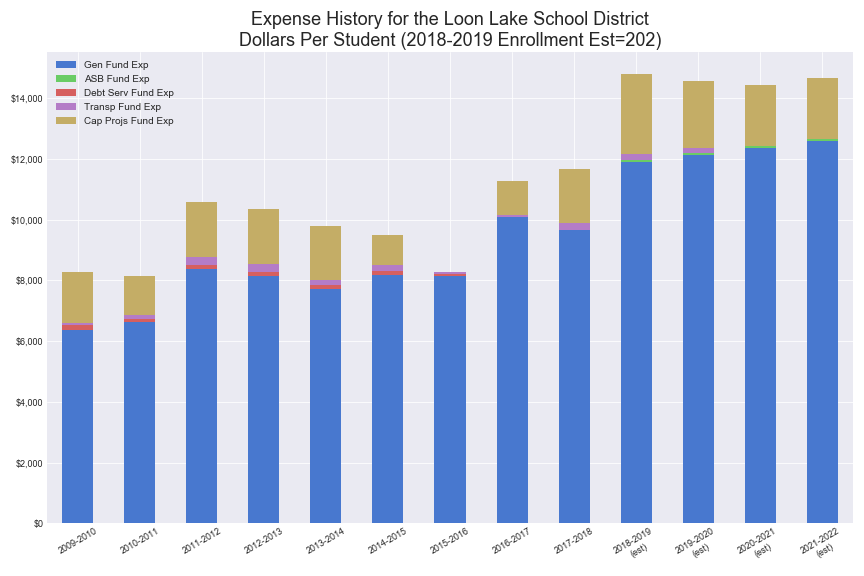 Expense History for the Loon Lake School District
Dollars Per Student (2018-2019 Enrollment Est=202)
Gen Fund Exp
ASB Fund Exp
Debt Serv Fund Exp
Transp Fund Exp
Cap Projs Fund Exp
$14,000
$12,000
$10,000
$8,000
$6,000
$4,000
$2,000
$0
2009-2010
2010-2011
2011-2012
2012-2013
2013-2014
2014-2015
2015-2016
2016-2017
2017-2018
2018-2019
(est)
2019-2020
(est)
2020-2021
(est)
2021-2022
(est)